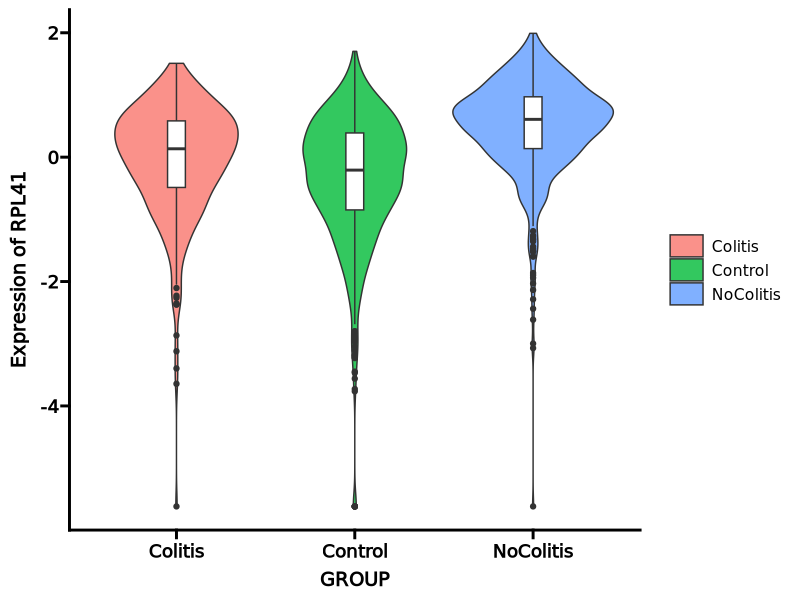 Expression of RPL41
2
0
-2
-4
Colitis
Control
NoColitis
GROUP
Colitis
Control
NoColitis